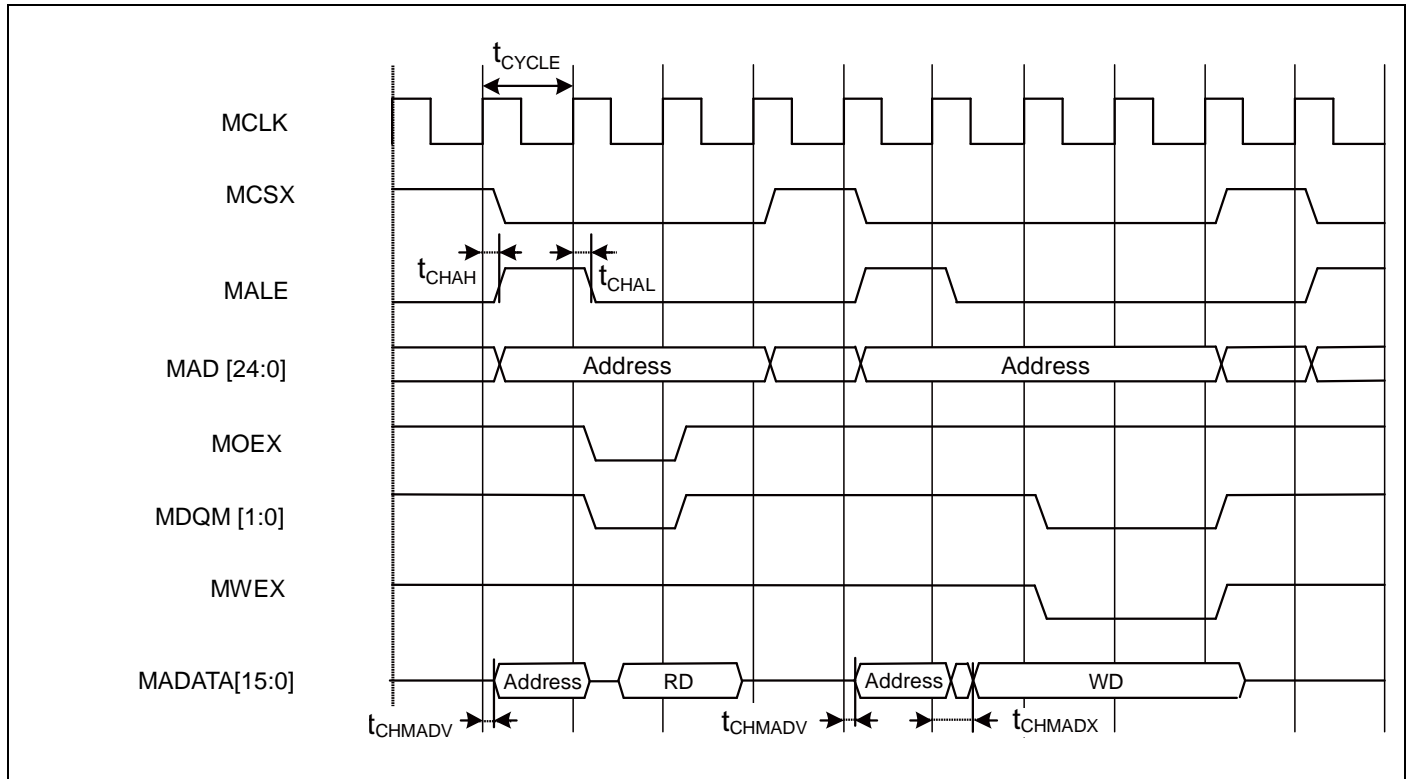 tCYCLE
MCLK
MCSX
tCHAH
tCHAL
MALE
MAD [24:0]
Address
Address
MOEX
MDQM [1:0]
MWEX
MADATA[15:0]
Address
RD
Address
WD
tCHMADV
tCHMADV
tCHMADX